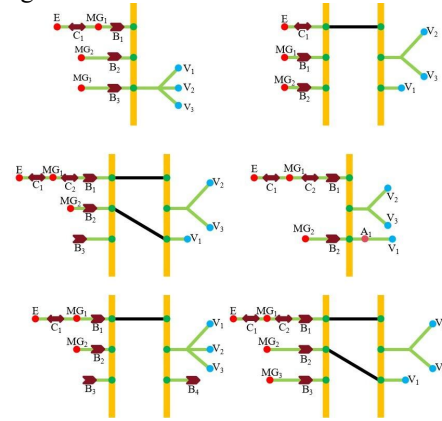 E MG₁
C₁ B₁
MG₂
B₂
MG₃
B₃
V₁
V₂
V₃
E
C₁
MG₁
B₁
MG₂
B₂
V₂
V₃
V₁
E MG₁
C₁ C₂ B₁
MG₂
B₂
B₃
V₂
V₃
V₁
E MG₁
C₁ C₂ B₁
MG₂
B₂
V₂
V₃
A₁
V₁
E MG₁
C₁ B₁
MG₂
B₂
B₃
V₁
V₂
V₃
B₄
E MG₁
C₁ C₂ B₁
MG₂
B₂
MG₃
B₃